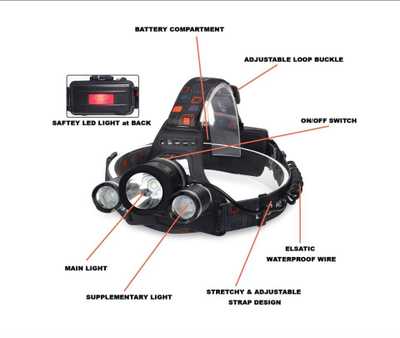 BATTERY COMPARTMENT
ADJUSTABLE LOOP BUCKLE
SAFTEY LED LIGHT at BACK
ON/OFF SWITCH
ELSATIC
WATERPROOF WIRE
MAIN LIGHT
SUPPLEMENTARY LIGHT
STRETCHY & ADJUSTABLE
STRAP DESIGN